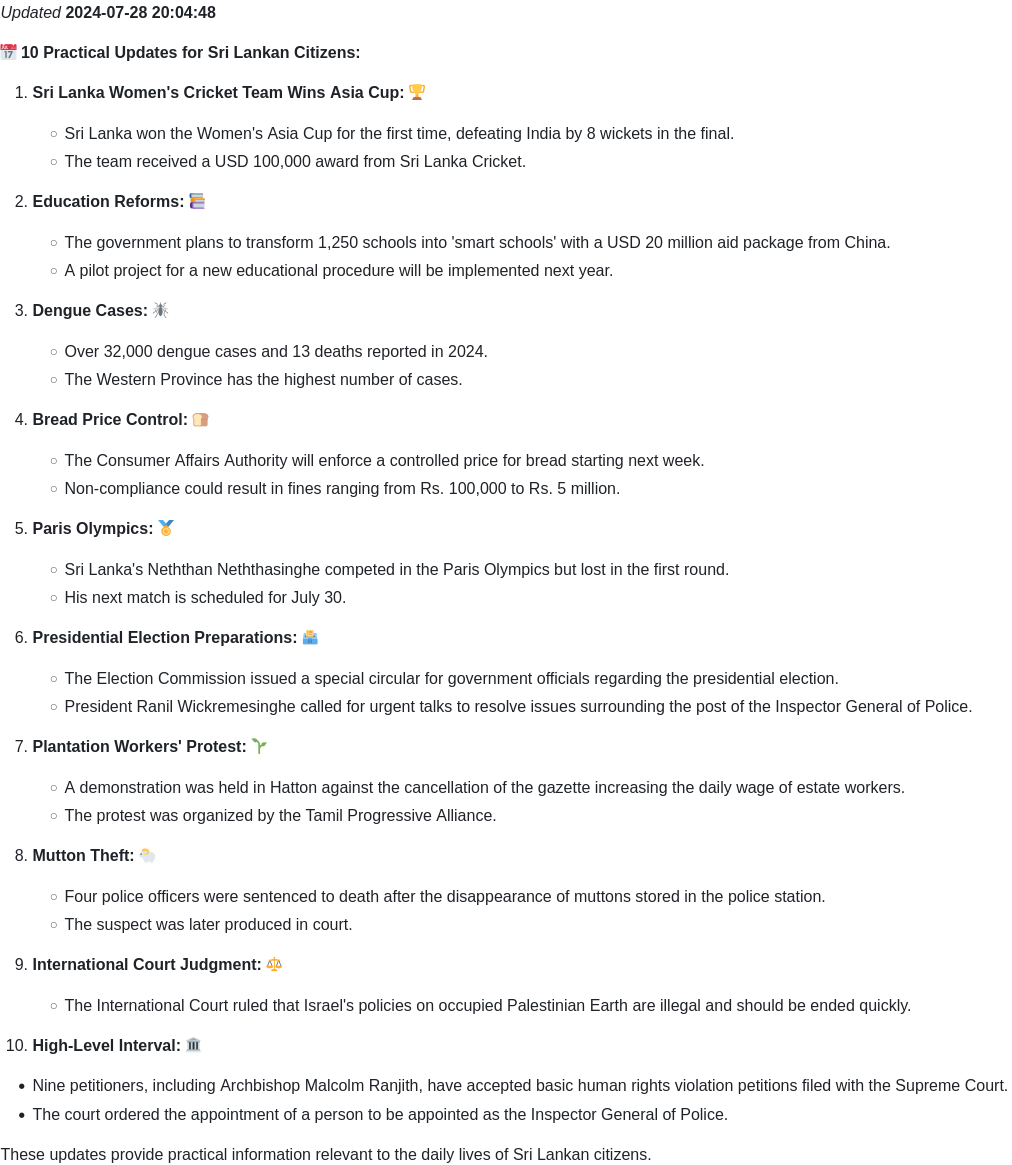 Updated 2024-07-28 20:04:48
📅 10 Practical Updates for Sri Lankan Citizens:
1. Sri Lanka Women's Cricket Team Wins Asia Cup: 🏆
○ Sri Lanka won the Women's Asia Cup for the first time, defeating India by 8 wickets in the final.
○ The team received a USD 100,000 award from Sri Lanka Cricket.
2. Education Reforms: 📚
○ The government plans to transform 1,250 schools into 'smart schools' with a USD 20 million aid package from China.
○ A pilot project for a new educational procedure will be implemented next year.
3. Dengue Cases: 🦟
○ Over 32,000 dengue cases and 13 deaths reported in 2024.
○ The Western Province has the highest number of cases.
4. Bread Price Control: 🍞
○ The Consumer Affairs Authority will enforce a controlled price for bread starting next week.
○ Non-compliance could result in fines ranging from Rs. 100,000 to Rs. 5 million.
5. Paris Olympics: 🏅
○ Sri Lanka's Neththan Neththasinghe competed in the Paris Olympics but lost in the first round.
○ His next match is scheduled for July 30.
6. Presidential Election Preparations: 🗳️
○ The Election Commission issued a special circular for government officials regarding the presidential election.
○ President Ranil Wickremesinghe called for urgent talks to resolve issues surrounding the post of the Inspector General of Police.
7. Plantation Workers' Protest: 🌱
○ A demonstration was held in Hatton against the cancellation of the gazette increasing the daily wage of estate workers.
○ The protest was organized by the Tamil Progressive Alliance.
8. Mutton Theft: 🐑
○ Four police officers were sentenced to death after the disappearance of muttons stored in the police station.
○ The suspect was later produced in court.
9. International Court Judgment: ⚖️
○ The International Court ruled that Israel's policies on occupied Palestinian Earth are illegal and should be ended quickly.
10. High-Level Interval: 🏛️
• Nine petitioners, including Archbishop Malcolm Ranjith, have accepted basic human rights violation petitions filed with the Supreme Court.
• The court ordered the appointment of a person to be appointed as the Inspector General of Police.
These updates provide practical information relevant to the daily lives of Sri Lankan citizens.